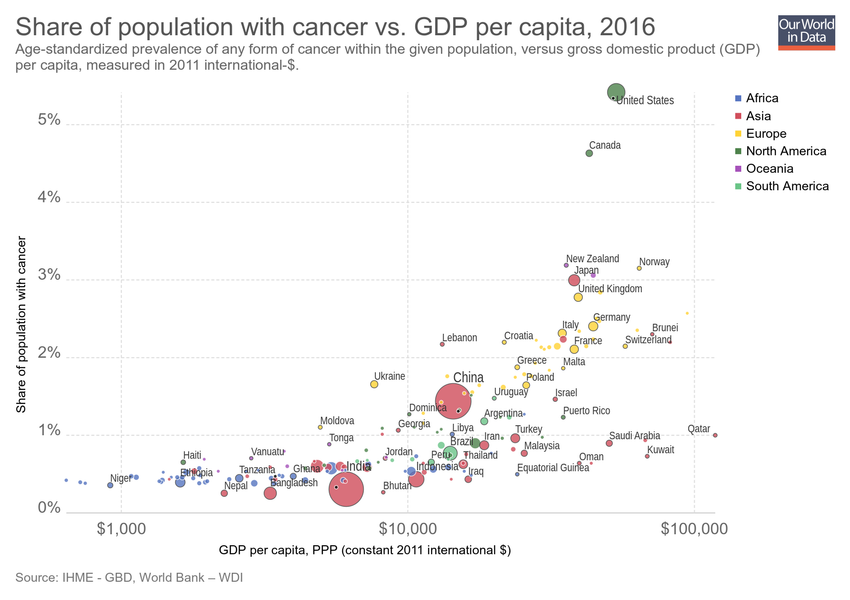 Share of population with cancer vs. GDP per capita, 2016
Our World
in Data
Age-standardized prevalence of any form of cancer within the given population, versus gross domestic product (GDP)
per capita, measured in 2011 international-$.
Africa
Asia
Europe
North America
Oceania
South America
Share of population with cancer
5%
4%
3%
2%
1%
0%
United States
Canada
New Zealand
Norway
Japan
United Kingdom
Germany
Italy
Brunei
Lebanon
Croatia
France
Switzerland
Greece
Malta
Ukraine
China
Poland
Uruguay
Israel
Dominica
Argentina
Puerto Rico
Moldova
Georgia
Libya
Turkey
Qatar
Tonga
Brazil
Iran
Saudi Arabia
Haiti
Vanuatu
Jordan
Peru
Thailand
Malaysia
Kuwait
Oman
Ethiopia
Tanzania
Ghana
India
Indonesia
Iraq
Equatorial Guinea
Niger
Nepal
Bangladesh
Bhutan
$1,000
$10,000
$100,000
GDP per capita, PPP (constant 2011 international $)
Source: IHME - GBD, World Bank – WDI